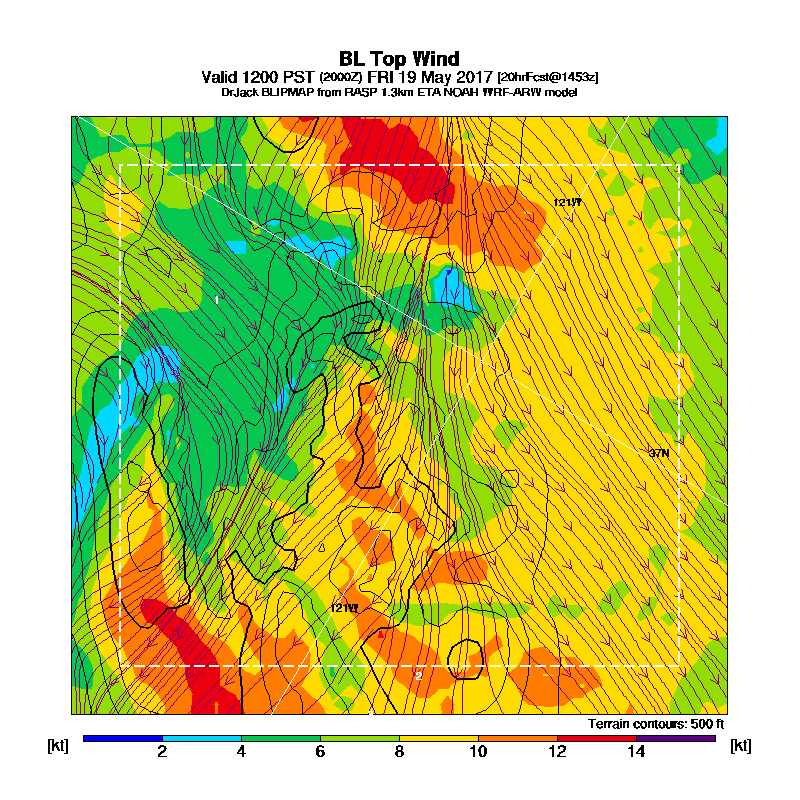 BL Top Wind
Valid 1200 PST (2000Z) FRI 19 May 2017 [20hrFcst@1453z]
DrJack BLIPMAP from RASP 1.3km ETA NOAH WRF-ARW model
121W
1
37N
121W
2
Terrain contours: 500 ft
[kt] 2 4 6 8 10 12 14 [kt]